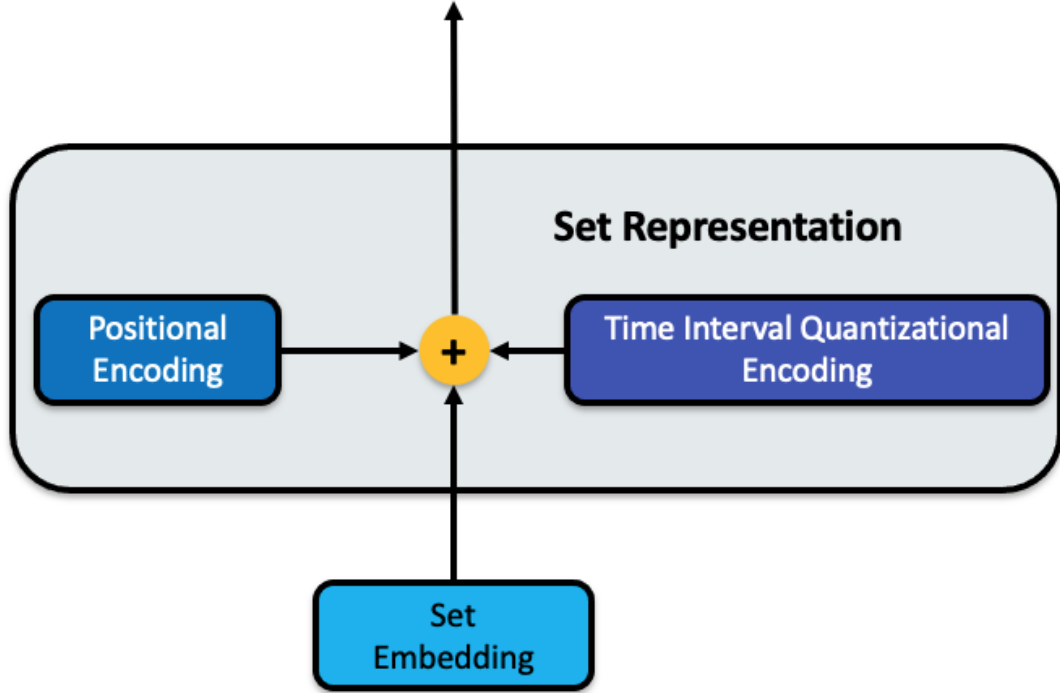 Set Representation
Positional
Encoding
+
Time Interval Quantizational
Encoding
Set
Embedding